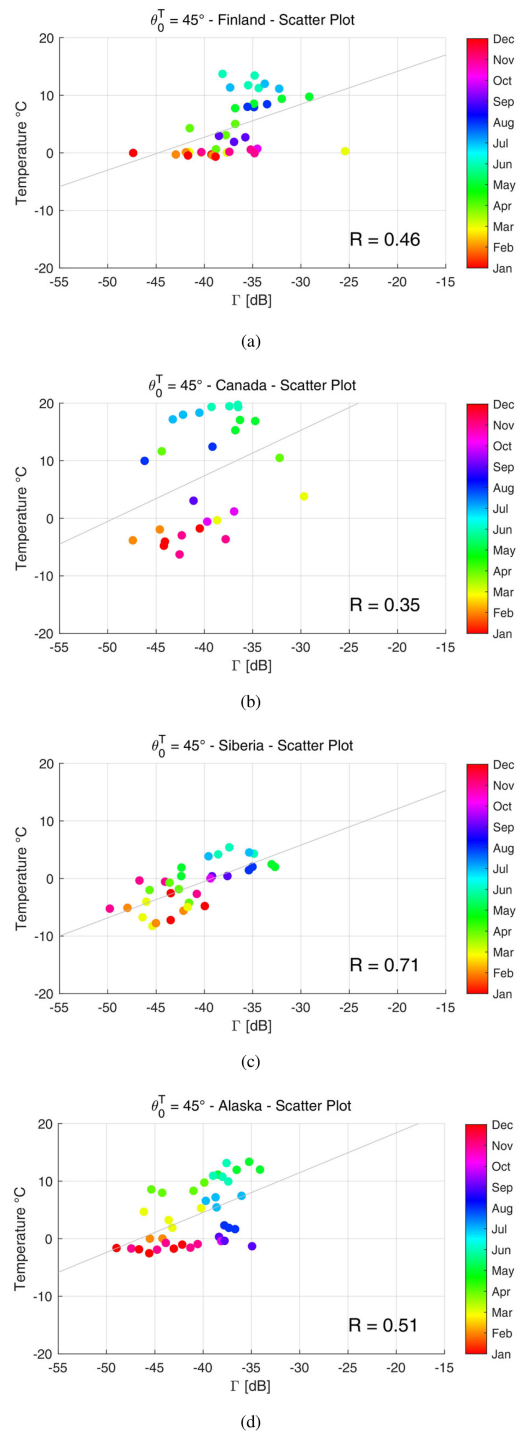 θ₀ᵀ = 45° - Finland - Scatter Plot
20
10
0
-10
-20
Temperature °C
R = 0.46
-55 -50 -45 -40 -35 -30 -25 -20 -15
Γ [dB]
Dec
Nov
Oct
Sep
Aug
Jul
Jun
May
Apr
Mar
Feb
Jan
(a)
θ₀ᵀ = 45° - Canada - Scatter Plot
20
10
0
-10
-20
Temperature °C
R = 0.35
-55 -50 -45 -40 -35 -30 -25 -20 -15
Γ [dB]
Dec
Nov
Oct
Sep
Aug
Jul
Jun
May
Apr
Mar
Feb
Jan
(b)
θ₀ᵀ = 45° - Siberia - Scatter Plot
20
10
0
-10
-20
Temperature °C
R = 0.71
-55 -50 -45 -40 -35 -30 -25 -20 -15
Γ [dB]
Dec
Nov
Oct
Sep
Aug
Jul
Jun
May
Apr
Mar
Feb
Jan
(c)
θ₀ᵀ = 45° - Alaska - Scatter Plot
20
10
0
-10
-20
Temperature °C
R = 0.51
-55 -50 -45 -40 -35 -30 -25 -20 -15
Γ [dB]
Dec
Nov
Oct
Sep
Aug
Jul
Jun
May
Apr
Mar
Feb
Jan
(d)